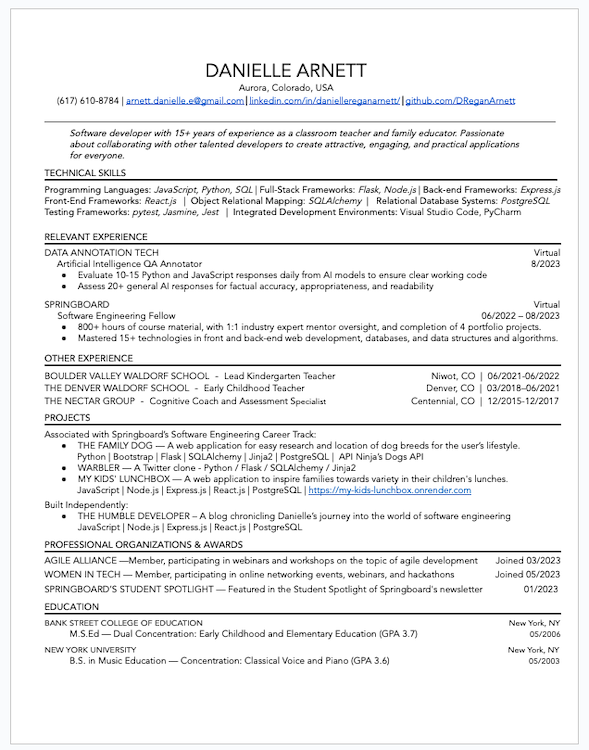 DANIELLE ARNETT
Aurora, Colorado, USA
(617) 610-8784 | arnett.danielle.e@gmail.com | linkedin.com/in/daniellereganarnett/ | github.com/DReganArnett
Software developer with 15+ years of experience as a classroom teacher and family educator. Passionate
about collaborating with other talented developers to create attractive, engaging, and practical applications
for everyone.
TECHNICAL SKILLS
Programming Languages: JavaScript, Python, SQL | Full-Stack Frameworks: Flask, Node.js | Back-end Frameworks: Express.js
Front-End Frameworks: React.js | Object Relational Mapping: SQLAlchemy | Relational Database Systems: PostgreSQL
Testing Frameworks: pytest, Jasmine, Jest | Integrated Development Environments: Visual Studio Code, PyCharm
RELEVANT EXPERIENCE
DATA ANNOTATION TECH Virtual
Artificial Intelligence QA Annotator 8/2023
● Evaluate 10-15 Python and JavaScript responses daily from AI models to ensure clear working code
● Assess 20+ general AI responses for factual accuracy, appropriateness, and readability
SPRINGBOARD Virtual
Software Engineering Fellow 06/2022 – 08/2023
● 800+ hours of course material, with 1:1 industry expert mentor oversight, and completion of 4 portfolio projects.
● Mastered 15+ technologies in front and back-end web development, databases, and data structures and algorithms.
OTHER EXPERIENCE
BOULDER VALLEY WALDORF SCHOOL - Lead Kindergarten Teacher Niwot, CO | 06/2021-06/2022
THE DENVER WALDORF SCHOOL - Early Childhood Teacher Denver, CO | 03/2018–06/2021
THE NECTAR GROUP - Cognitive Coach and Assessment Specialist Centennial, CO | 12/2015-12/2017
PROJECTS
Associated with Springboard's Software Engineering Career Track:
● THE FAMILY DOG — A web application for easy research and location of dog breeds for the user's lifestyle.
Python | Bootstrap | Flask | SQLAlchemy | Jinja2 | PostgreSQL | API Ninja's Dogs API
● WARBLER — A Twitter clone - Python / Flask / SQLAlchemy / Jinja2
● MY KIDS' LUNCHBOX — A web application to inspire families towards variety in their children's lunches.
JavaScript | Node.js | Express.js | React.js | PostgreSQL | https://my-kids-lunchbox.onrender.com
Built Independently:
● THE HUMBLE DEVELOPER – A blog chronicling Danielle's journey into the world of software engineering
JavaScript | Node.js | Express.js | React.js | PostgreSQL
PROFESSIONAL ORGANIZATIONS & AWARDS
AGILE ALLIANCE —Member, participating in webinars and workshops on the topic of agile development Joined 03/2023
WOMEN IN TECH — Member, participating in online networking events, webinars, and hackathons Joined 05/2023
SPRINGBOARD'S STUDENT SPOTLIGHT — Featured in the Student Spotlight of Springboard's newsletter 01/2023
EDUCATION
BANK STREET COLLEGE OF EDUCATION New York, NY
M.S.Ed — Dual Concentration: Early Childhood and Elementary Education (GPA 3.7) 05/2006
NEW YORK UNIVERSITY New York, NY
B.S. in Music Education — Concentration: Classical Voice and Piano (GPA 3.6) 05/2003